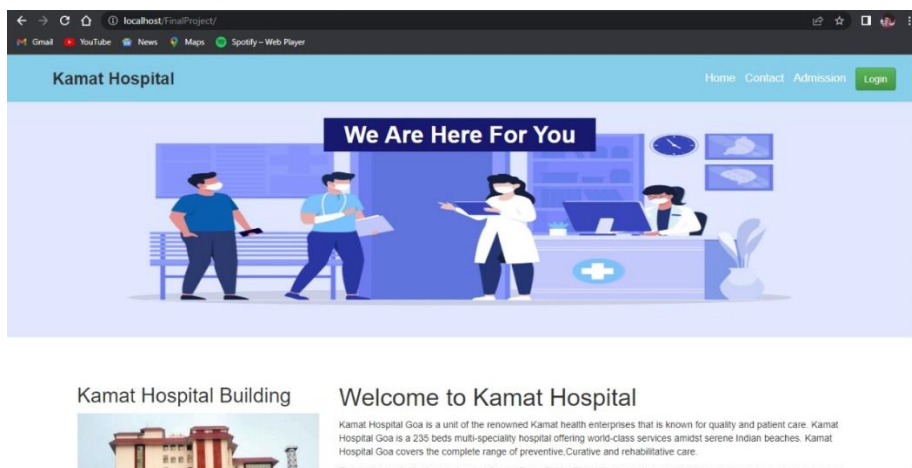 localhost/FinalProject/
Gmail YouTube News Maps Spotify – Web Player
Kamat Hospital
Home Contact Admission Login
We Are Here For You
Kamat Hospital Building
Welcome to Kamat Hospital
Kamat Hospital Goa is a unit of the renowned Kamat health enterprises that is known for quality and patient care. Kamat
Hospital Goa is a 235 beds multi-speciality hospital offering world-class services amidst serene Indian beaches. Kamat
Hospital Goa covers the complete range of preventive,Curative and rehabilitative care.